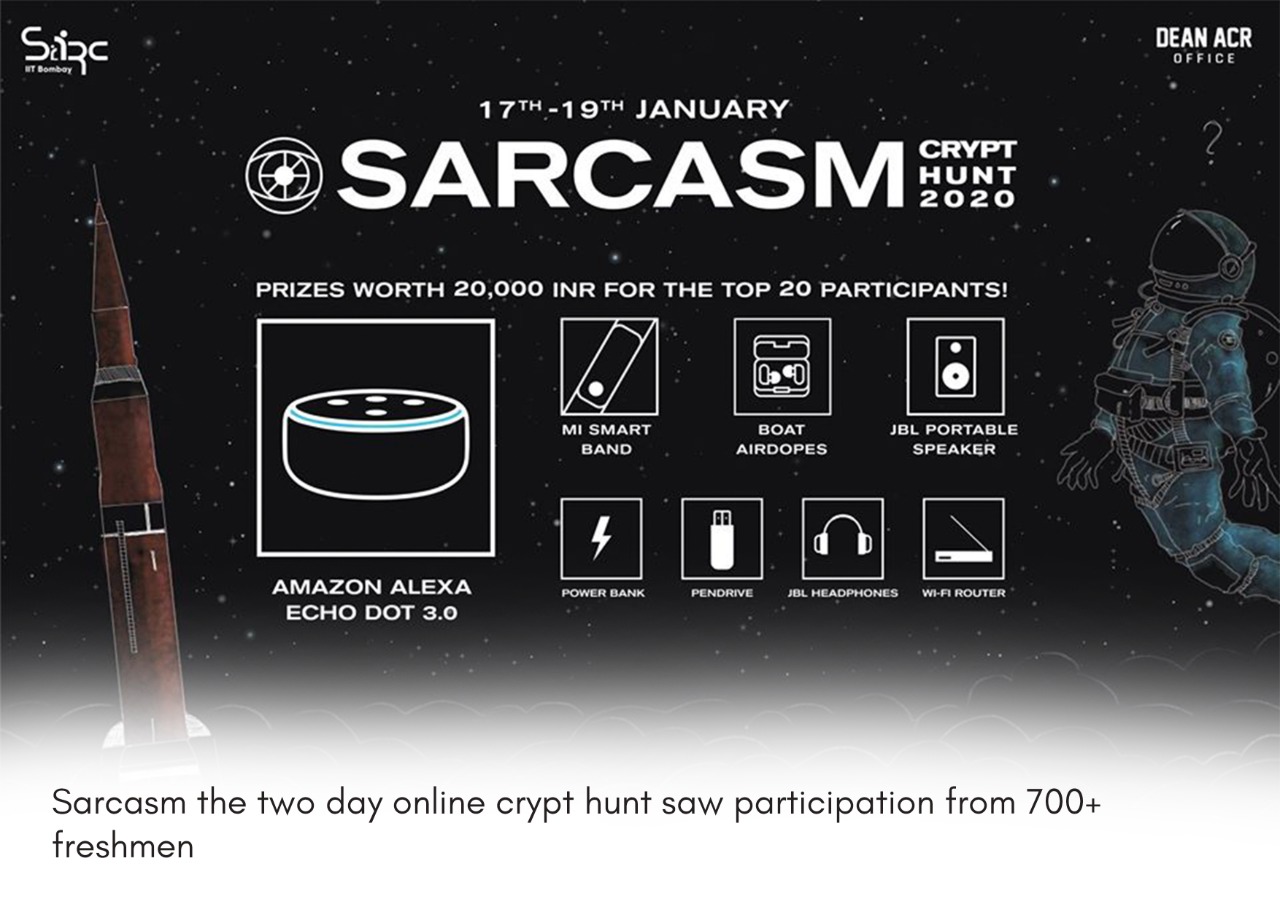 SARC
IIT Bombay
DEAN ACR
OFFICE
17TH-19TH JANUARY
SARCASM
CRYPT
HUNT
2020
PRIZES WORTH 20,000 INR FOR THE TOP 20 PARTICIPANTS!
AMAZON ALEXA
ECHO DOT 3.0
MI SMART
BAND
BOAT
AIRDOPES
JBL PORTABLE
SPEAKER
POWER BANK
PENDRIVE
JBL HEADPHONES
WI-FI ROUTER
?
Sarcasm the two day online crypt hunt saw participation from 700+
freshmen